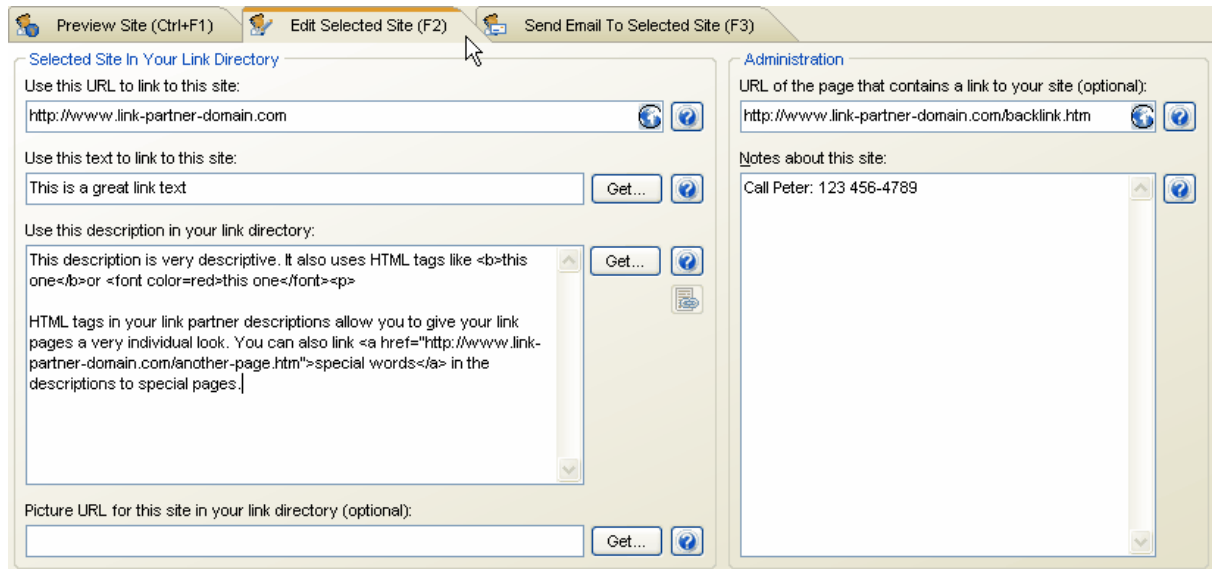 Preview Site (Ctrl+F1)
Edit Selected Site (F2)
Send Email To Selected Site (F3)
Selected Site In Your Link Directory
Use this URL to link to this site:
http://www.link-partner-domain.com
Use this text to link to this site:
This is a great link text
Get...
Use this description in your link directory:
This description is very descriptive. It also uses HTML tags like <b>this
one</b>or <font color=red>this one</font><p>
HTML tags in your link partner descriptions allow you to give your link
pages a very individual look. You can also link <a href="http://www.link-
partner-domain.com/another-page.htm">special words</a> in the
descriptions to special pages.
Get...
Picture URL for this site in your link directory (optional):
Get...
Administration
URL of the page that contains a link to your site (optional):
http://www.link-partner-domain.com/backlink.htm
Notes about this site:
Call Peter: 123 456-4789